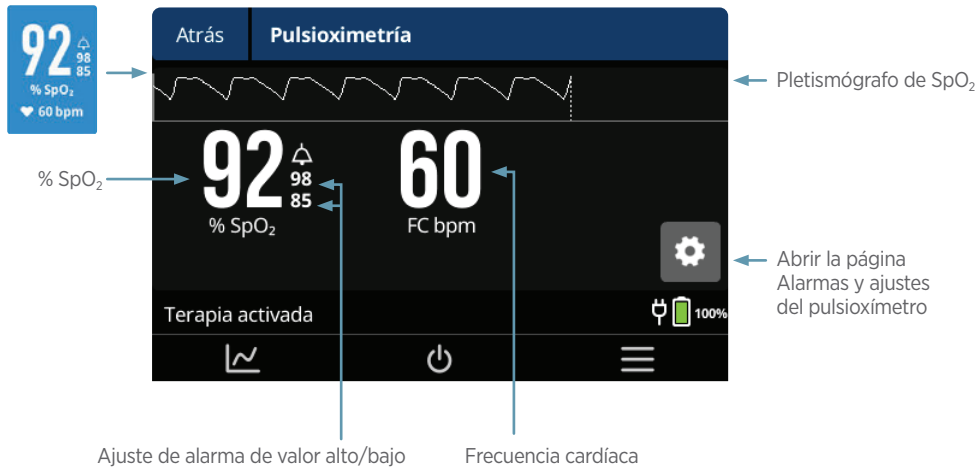 92
98
85
% SpO₂
60 bpm
Atrás Pulsioximetría
Pletismógrafo de SpO₂
% SpO₂
92
98
85
% SpO₂
60
FC bpm
Abrir la página
Alarmas y ajustes
del pulsioxímetro
Terapia activada
100%
Ajuste de alarma de valor alto/bajo
Frecuencia cardíaca